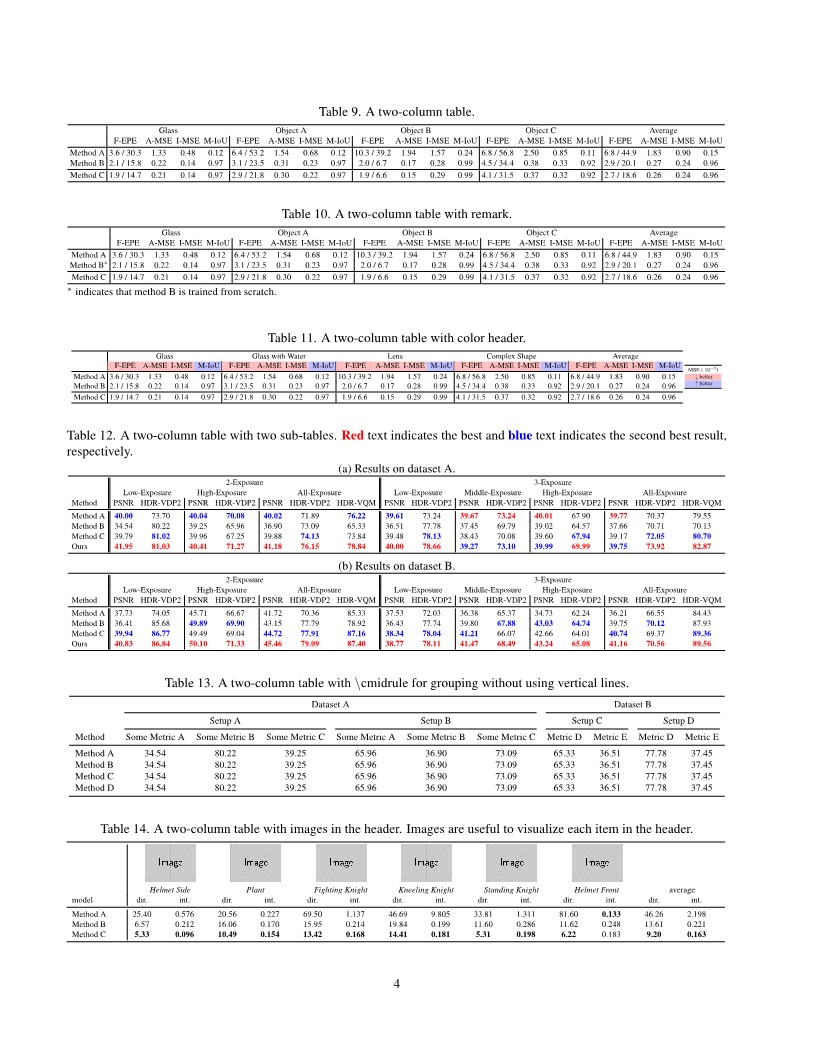 Table 9. A two-column table.
Glass Object A Object B Object C Average
F-EPE A-MSE I-MSE M-IoU F-EPE A-MSE I-MSE M-IoU F-EPE A-MSE I-MSE M-IoU F-EPE A-MSE I-MSE M-IoU F-EPE A-MSE I-MSE M-IoU
Method A 3.6 / 30.3 1.33 0.48 0.12 6.4 / 53.2 1.54 0.68 0.12 10.3 / 39.2 1.94 1.57 0.24 6.8 / 56.8 2.50 0.85 0.11 6.8 / 44.9 1.83 0.90 0.15
Method B 2.1 / 15.8 0.22 0.14 0.97 3.1 / 23.5 0.31 0.23 0.97 2.0 / 6.7 0.17 0.28 0.99 4.5 / 34.4 0.38 0.33 0.92 2.9 / 20.1 0.27 0.24 0.96
Method C 1.9 / 14.7 0.21 0.14 0.97 2.9 / 21.8 0.30 0.22 0.97 1.9 / 6.6 0.15 0.29 0.99 4.1 / 31.5 0.37 0.32 0.92 2.7 / 18.6 0.26 0.24 0.96
Table 10. A two-column table with remark.
Glass Object A Object B Object C Average
F-EPE A-MSE I-MSE M-IoU F-EPE A-MSE I-MSE M-IoU F-EPE A-MSE I-MSE M-IoU F-EPE A-MSE I-MSE M-IoU F-EPE A-MSE I-MSE M-IoU
Method A 3.6 / 30.3 1.33 0.48 0.12 6.4 / 53.2 1.54 0.68 0.12 10.3 / 39.2 1.94 1.57 0.24 6.8 / 56.8 2.50 0.85 0.11 6.8 / 44.9 1.83 0.90 0.15
Method B* 2.1 / 15.8 0.22 0.14 0.97 3.1 / 23.5 0.31 0.23 0.97 2.0 / 6.7 0.17 0.28 0.99 4.5 / 34.4 0.38 0.33 0.92 2.9 / 20.1 0.27 0.24 0.96
Method C 1.9 / 14.7 0.21 0.14 0.97 2.9 / 21.8 0.30 0.22 0.97 1.9 / 6.6 0.15 0.29 0.99 4.1 / 31.5 0.37 0.32 0.92 2.7 / 18.6 0.26 0.24 0.96
* indicates that method B is trained from scratch.
Table 11. A two-column table with color header.
Glass Glass with Water Lens Complex Shape Average
F-EPE A-MSE I-MSE M-IoU F-EPE A-MSE I-MSE M-IoU F-EPE A-MSE I-MSE M-IoU F-EPE A-MSE I-MSE M-IoU F-EPE A-MSE I-MSE M-IoU MSE (·10⁻²)
Method A 3.6 / 30.3 1.33 0.48 0.12 6.4 / 53.2 1.54 0.68 0.12 10.3 / 39.2 1.94 1.57 0.24 6.8 / 56.8 2.50 0.85 0.11 6.8 / 44.9 1.83 0.90 0.15 ↓ better
Method B 2.1 / 15.8 0.22 0.14 0.97 3.1 / 23.5 0.31 0.23 0.97 2.0 / 6.7 0.17 0.28 0.99 4.5 / 34.4 0.38 0.33 0.92 2.9 / 20.1 0.27 0.24 0.96 ↑ better
Method C 1.9 / 14.7 0.21 0.14 0.97 2.9 / 21.8 0.30 0.22 0.97 1.9 / 6.6 0.15 0.29 0.99 4.1 / 31.5 0.37 0.32 0.92 2.7 / 18.6 0.26 0.24 0.96
Table 12. A two-column table with two sub-tables. Red text indicates the best and blue text indicates the second best result,
respectively.
(a) Results on dataset A.
2-Exposure 3-Exposure
Low-Exposure High-Exposure All-Exposure Low-Exposure Middle-Exposure High-Exposure All-Exposure
Method PSNR HDR-VDP2 PSNR HDR-VDP2 PSNR HDR-VDP2 HDR-VQM PSNR HDR-VDP2 PSNR HDR-VDP2 PSNR HDR-VDP2 PSNR HDR-VDP2 HDR-VQM
Method A 40.00 73.70 40.04 70.08 40.02 71.89 76.22 39.61 73.24 39.67 73.24 40.01 67.90 39.77 70.37 79.55
Method B 34.54 80.22 39.25 65.96 36.90 73.09 65.33 36.51 77.78 37.45 69.79 39.02 64.57 37.66 70.71 70.13
Method C 39.79 81.02 39.96 67.25 39.88 74.13 73.84 39.48 78.13 38.43 70.08 39.60 67.94 39.17 72.05 80.70
Ours 41.95 81.03 40.41 71.27 41.18 76.15 78.84 40.00 78.66 39.27 73.10 39.99 69.99 39.75 73.92 82.87
(b) Results on dataset B.
2-Exposure 3-Exposure
Low-Exposure High-Exposure All-Exposure Low-Exposure Middle-Exposure High-Exposure All-Exposure
Method PSNR HDR-VDP2 PSNR HDR-VDP2 PSNR HDR-VDP2 HDR-VQM PSNR HDR-VDP2 PSNR HDR-VDP2 PSNR HDR-VDP2 PSNR HDR-VDP2 HDR-VQM
Method A 37.73 74.05 45.71 66.67 41.72 70.36 85.33 37.53 72.03 36.38 65.37 34.73 62.24 36.21 66.55 84.43
Method B 36.41 85.68 49.89 69.90 43.15 77.79 78.92 36.43 77.74 39.80 67.88 43.03 64.74 39.75 70.12 87.93
Method C 39.94 86.77 49.49 69.04 44.72 77.91 87.16 38.34 78.04 41.21 66.07 42.66 64.01 40.74 69.37 89.36
Ours 40.83 86.84 50.10 71.33 45.46 79.09 87.40 38.77 78.11 41.47 68.49 43.24 65.08 41.16 70.56 89.56
Table 13. A two-column table with \cmidrule for grouping without using vertical lines.
Dataset A Dataset B
Setup A Setup B Setup C Setup D
Method Some Metric A Some Metric B Some Metric C Some Metric A Some Metric B Some Metric C Metric D Metric E Metric D Metric E
Method A 34.54 80.22 39.25 65.96 36.90 73.09 65.33 36.51 77.78 37.45
Method B 34.54 80.22 39.25 65.96 36.90 73.09 65.33 36.51 77.78 37.45
Method C 34.54 80.22 39.25 65.96 36.90 73.09 65.33 36.51 77.78 37.45
Method D 34.54 80.22 39.25 65.96 36.90 73.09 65.33 36.51 77.78 37.45
Table 14. A two-column table with images in the header. Images are useful to visualize each item in the header.
Image Image Image Image Image Image
Helmet Side Plant Fighting Knight Kneeling Knight Standing Knight Helmet Front average
model dir. int. dir. int. dir. int. dir. int. dir. int. dir. int. dir. int.
Method A 25.40 0.576 20.56 0.227 69.50 1.137 46.69 9.805 33.81 1.311 81.60 0.133 46.26 2.198
Method B 6.57 0.212 16.06 0.170 15.95 0.214 19.84 0.199 11.60 0.286 11.62 0.248 13.61 0.221
Method C 5.33 0.096 10.49 0.154 13.42 0.168 14.41 0.181 5.31 0.198 6.22 0.183 9.20 0.163
4